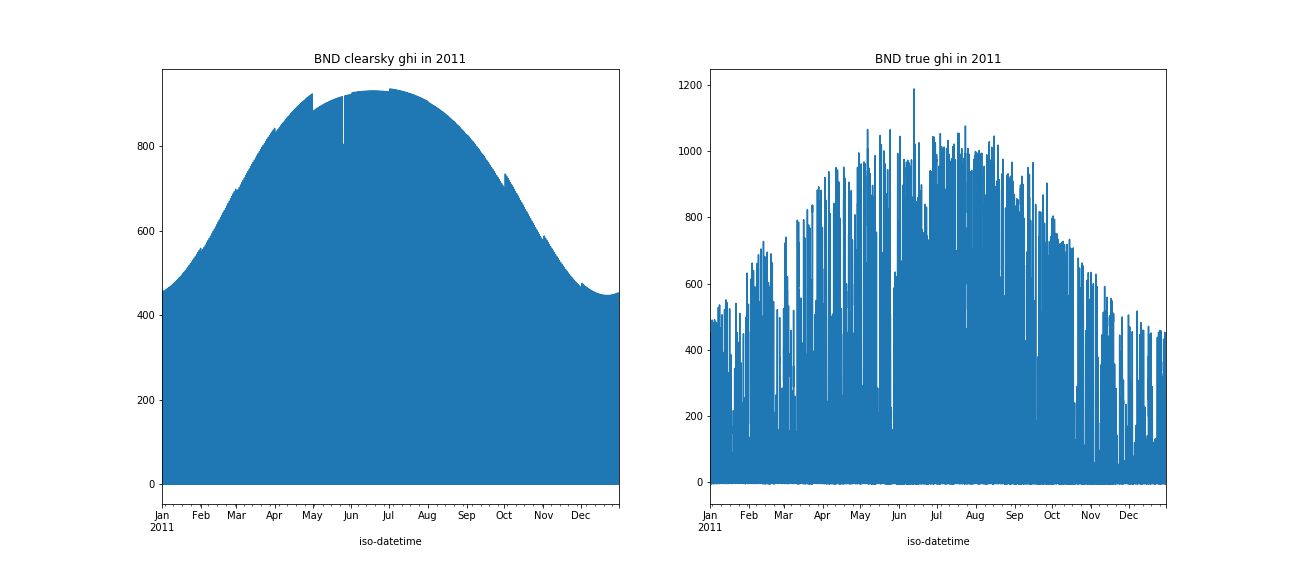 BND clearsky ghi in 2011
800
600
400
200
0
Jan Feb Mar Apr May Jun Jul Aug Sep Oct Nov Dec
2011
iso-datetime
BND true ghi in 2011
1200
1000
800
600
400
200
0
Jan Feb Mar Apr May Jun Jul Aug Sep Oct Nov Dec
2011
iso-datetime